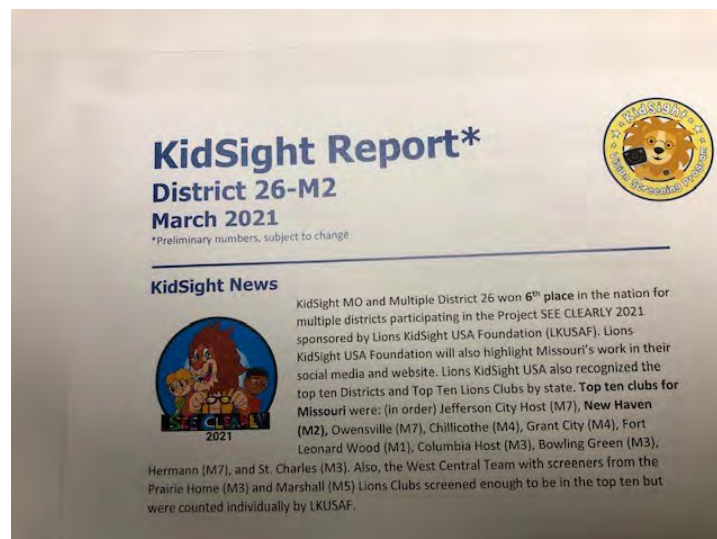 KidSight Report*
District 26-M2
March 2021
*Preliminary numbers, subject to change
KidSight
Vision Screening Program
KidSight News
KidSight MO and Multiple District 26 won 6th place in the nation for
multiple districts participating in the Project SEE CLEARLY 2021
sponsored by Lions KidSight USA Foundation (LKUSAF). Lions
KidSight USA Foundation will also highlight Missouri's work in their
social media and website. Lions KidSight USA also recognized the
top ten Districts and Top Ten Lions Clubs by state. Top ten clubs for
Missouri were: (in order) Jefferson City Host (M7), New Haven
(M2), Owensville (M7), Chillicothe (M4), Grant City (M4), Fort
Leonard Wood (M1), Columbia Host (M3), Bowling Green (M3),
Hermann (M7), and St. Charles (M3). Also, the West Central Team with screeners from the
Prairie Home (M3) and Marshall (M5) Lions Clubs screened enough to be in the top ten but
were counted individually by LKUSAF.
I SEE CLEARLY
2021